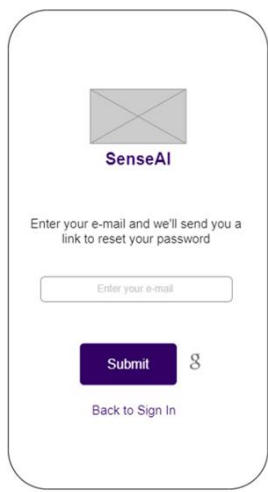 SenseAI
Enter your e-mail and we'll send you a
link to reset your password
Enter your e-mail
Submit
8
Back to Sign In